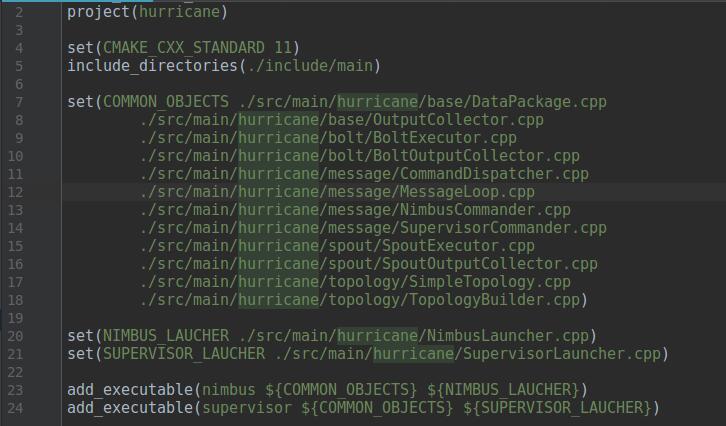 2 project(hurricane)
3
4 set(CMAKE_CXX_STANDARD 11)
5 include_directories(./include/main)
6
7 set(COMMON_OBJECTS ./src/main/hurricane/base/DataPackage.cpp
8 ./src/main/hurricane/base/OutputCollector.cpp
9 ./src/main/hurricane/bolt/BoltExecutor.cpp
10 ./src/main/hurricane/bolt/BoltOutputCollector.cpp
11 ./src/main/hurricane/message/CommandDispatcher.cpp
12 ./src/main/hurricane/message/MessageLoop.cpp
13 ./src/main/hurricane/message/NimbusCommander.cpp
14 ./src/main/hurricane/message/SupervisorCommander.cpp
15 ./src/main/hurricane/spout/SpoutExecutor.cpp
16 ./src/main/hurricane/spout/SpoutOutputCollector.cpp
17 ./src/main/hurricane/topology/SimpleTopology.cpp
18 ./src/main/hurricane/topology/TopologyBuilder.cpp)
19
20 set(NIMBUS_LAUCHER ./src/main/hurricane/NimbusLauncher.cpp)
21 set(SUPERVISOR_LAUCHER ./src/main/hurricane/SupervisorLauncher.cpp)
22
23 add_executable(nimbus ${COMMON_OBJECTS} ${NIMBUS_LAUCHER})
24 add_executable(supervisor ${COMMON_OBJECTS} ${SUPERVISOR_LAUCHER})